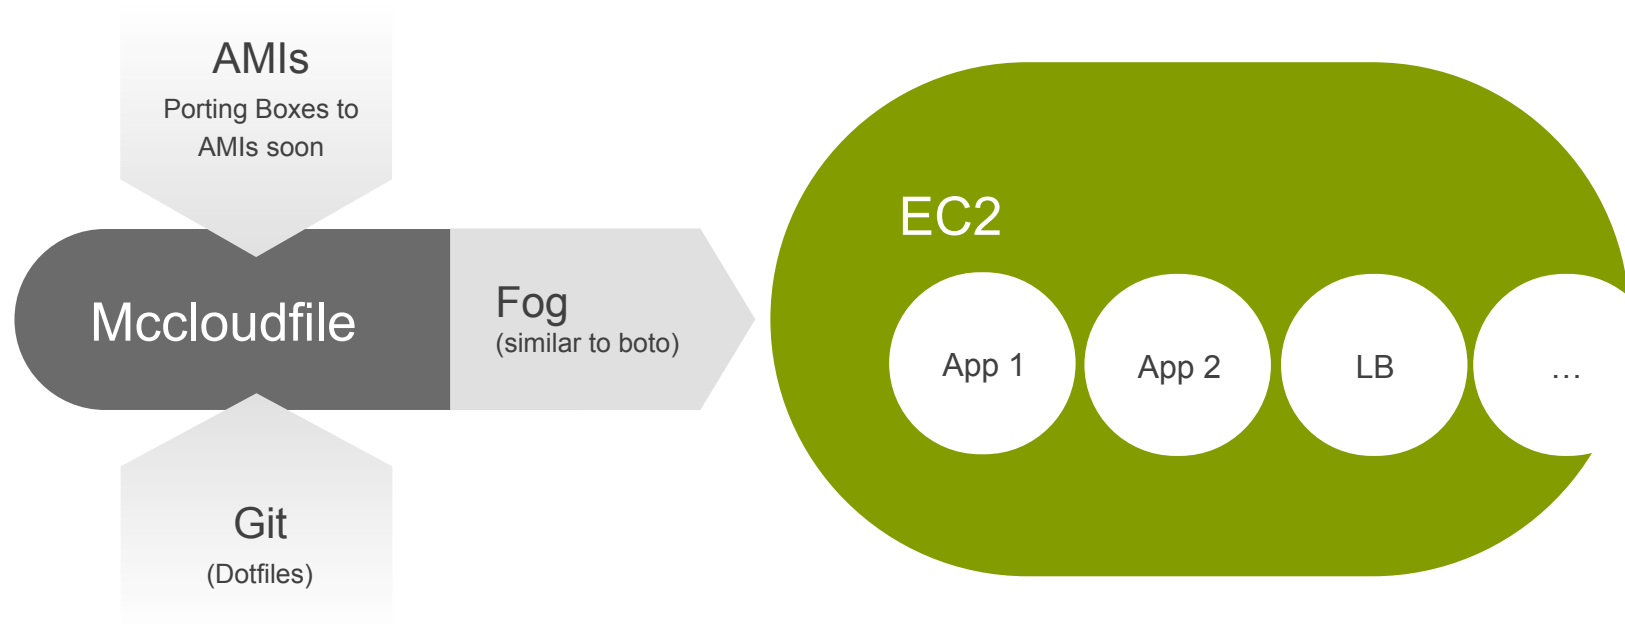 AMIs
Porting Boxes to
AMIs soon
Mccloudfile
Fog
(similar to boto)
Git
(Dotfiles)
EC2
App 1
App 2
LB
…